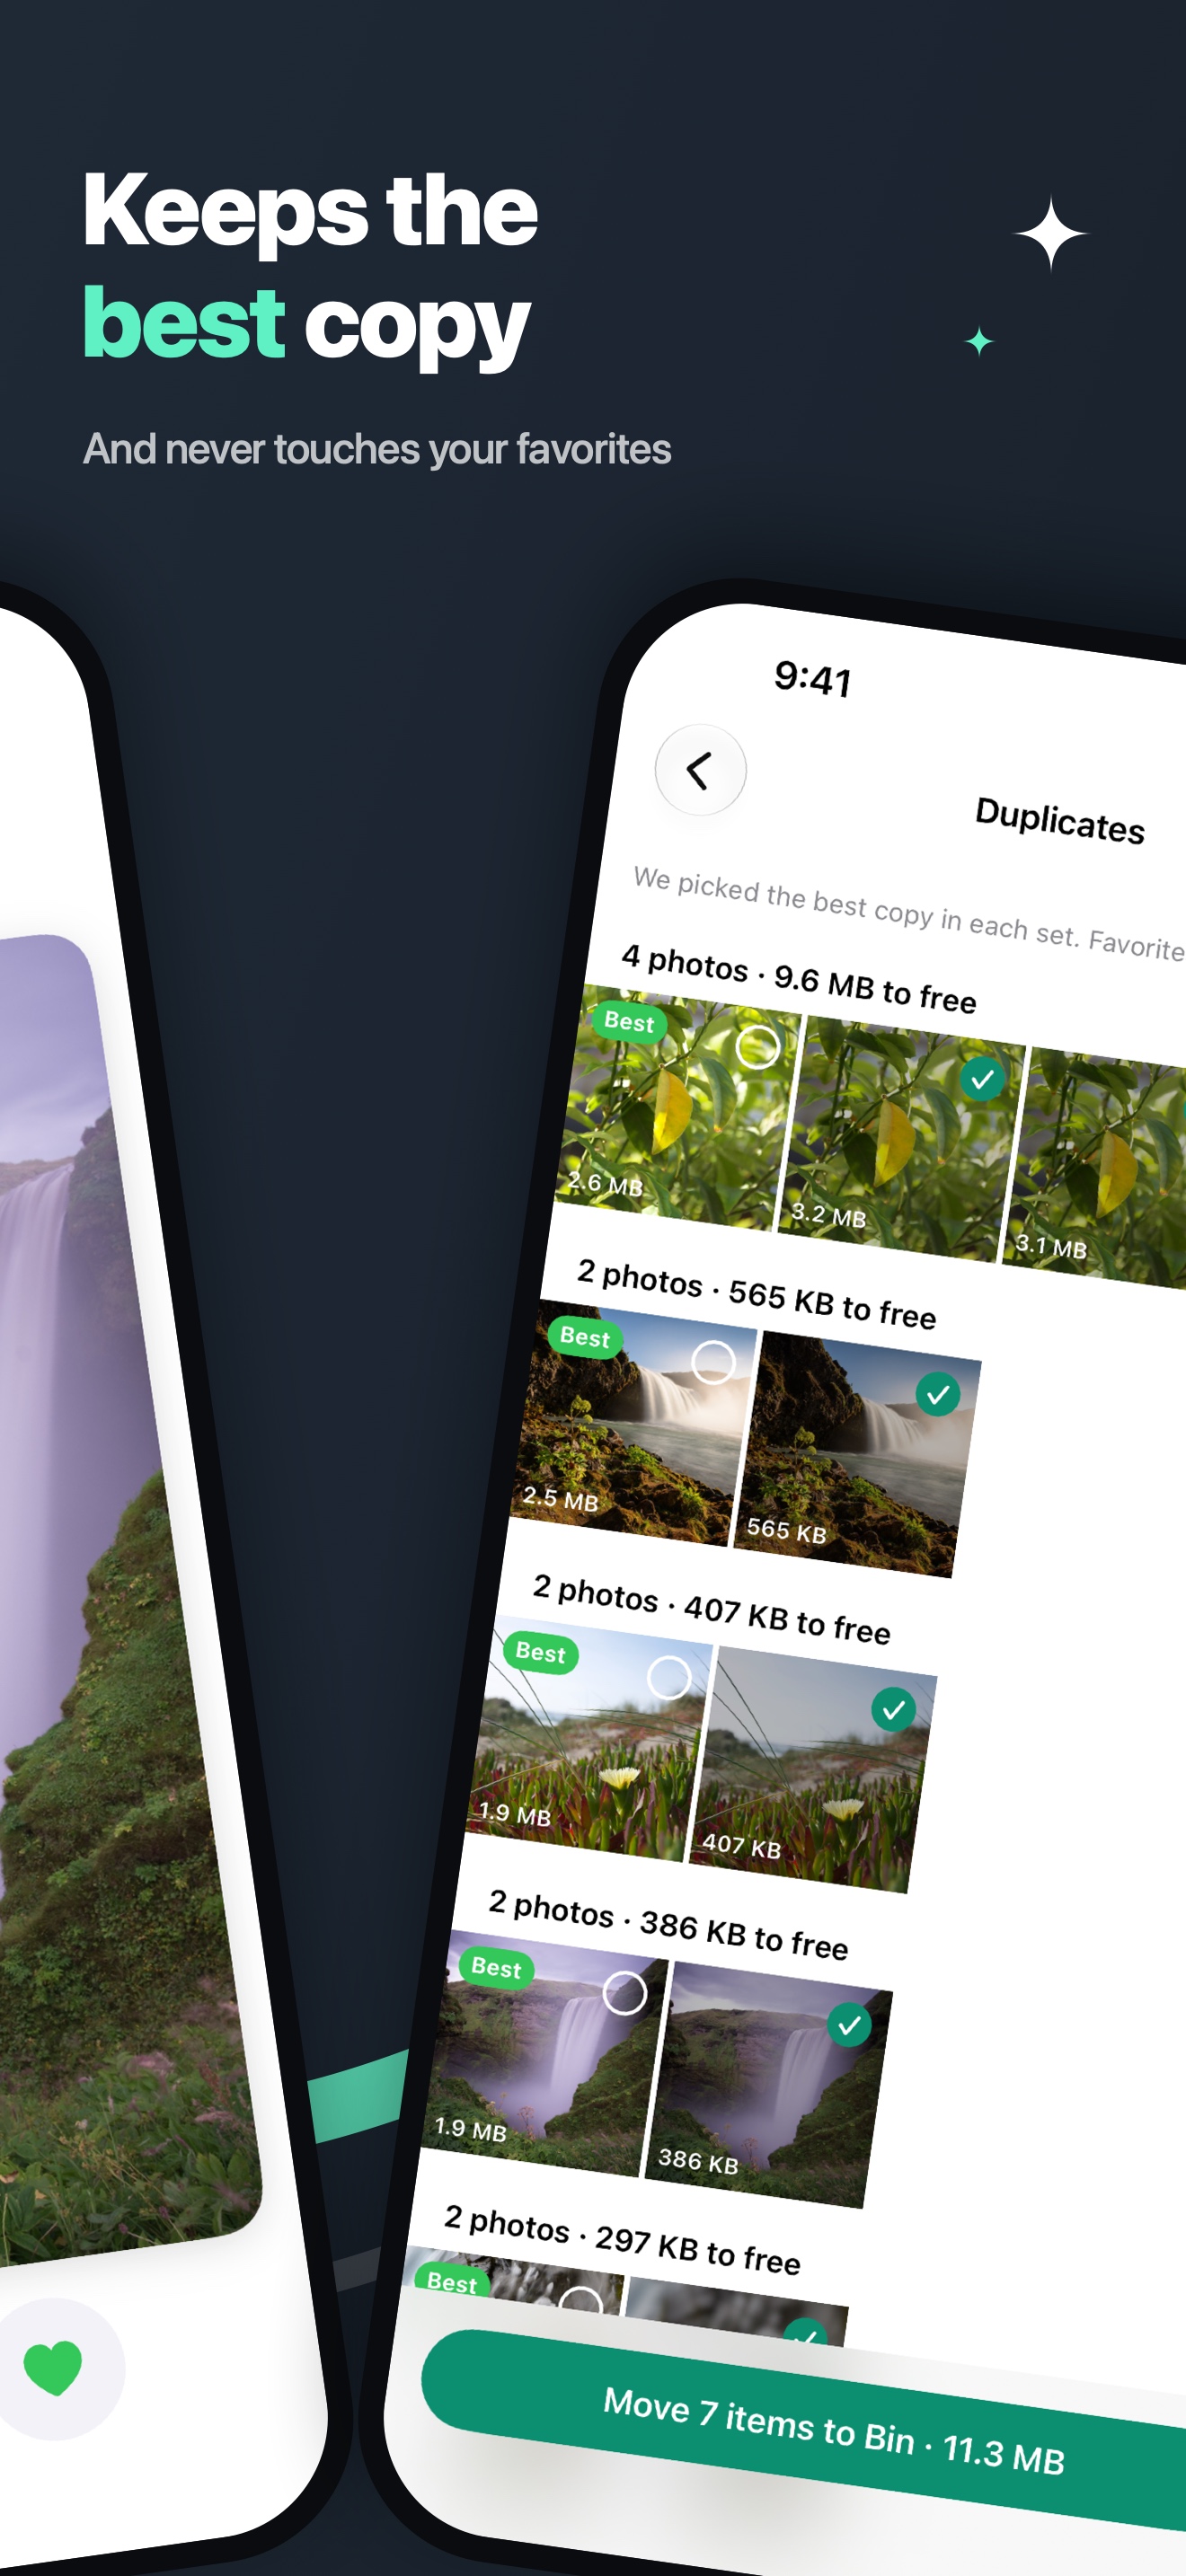 Keeps the
best copy
And never touches your favorites
9:41
Duplicates
We picked the best copy in each set. Favorite
4 photos · 9.6 MB to free
Best
2.6 MB
3.2 MB
3.1 MB
2 photos · 565 KB to free
Best
2.5 MB
565 KB
2 photos · 407 KB to free
Best
1.9 MB
407 KB
2 photos · 386 KB to free
Best
1.9 MB
386 KB
2 photos · 297 KB to free
Best
Move 7 items to Bin · 11.3 MB